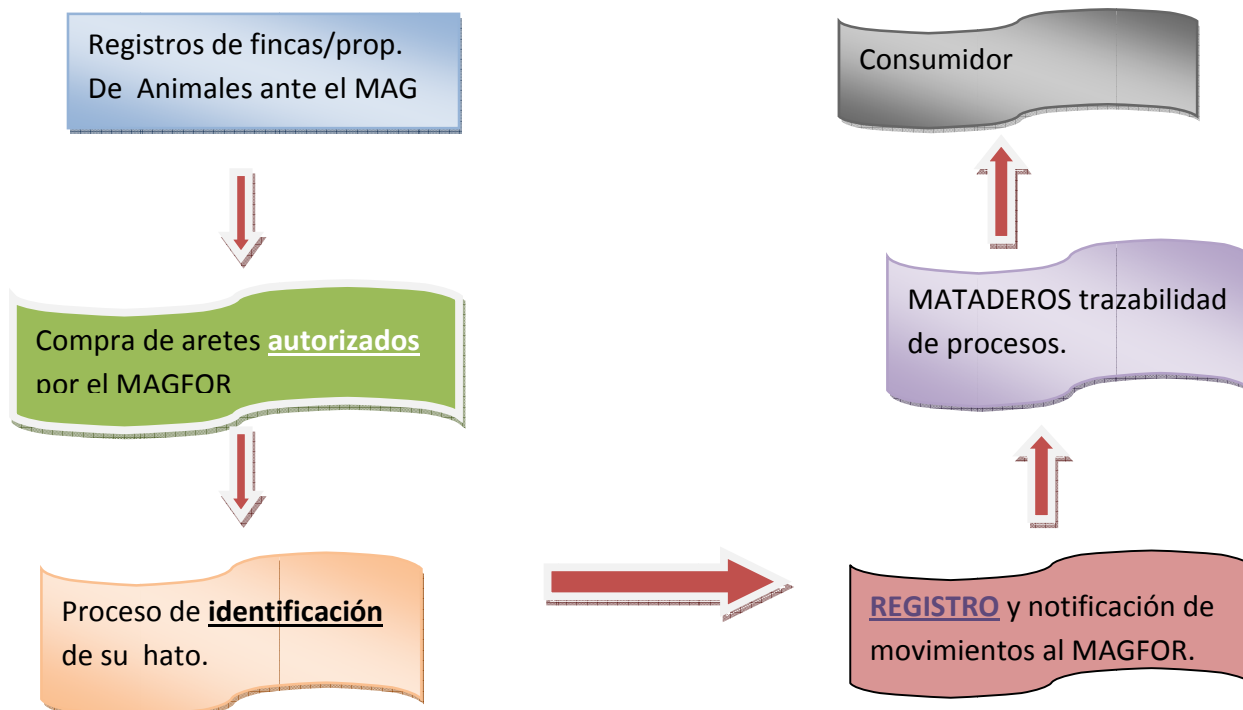 Registros de fincas/prop.
De Animales ante el MAG
Compra de aretes autorizados
por el MAGFOR
Proceso de identificación
de su hato.
REGISTRO y notificación de
movimientos al MAGFOR.
MATADEROS trazabilidad
de procesos.
Consumidor